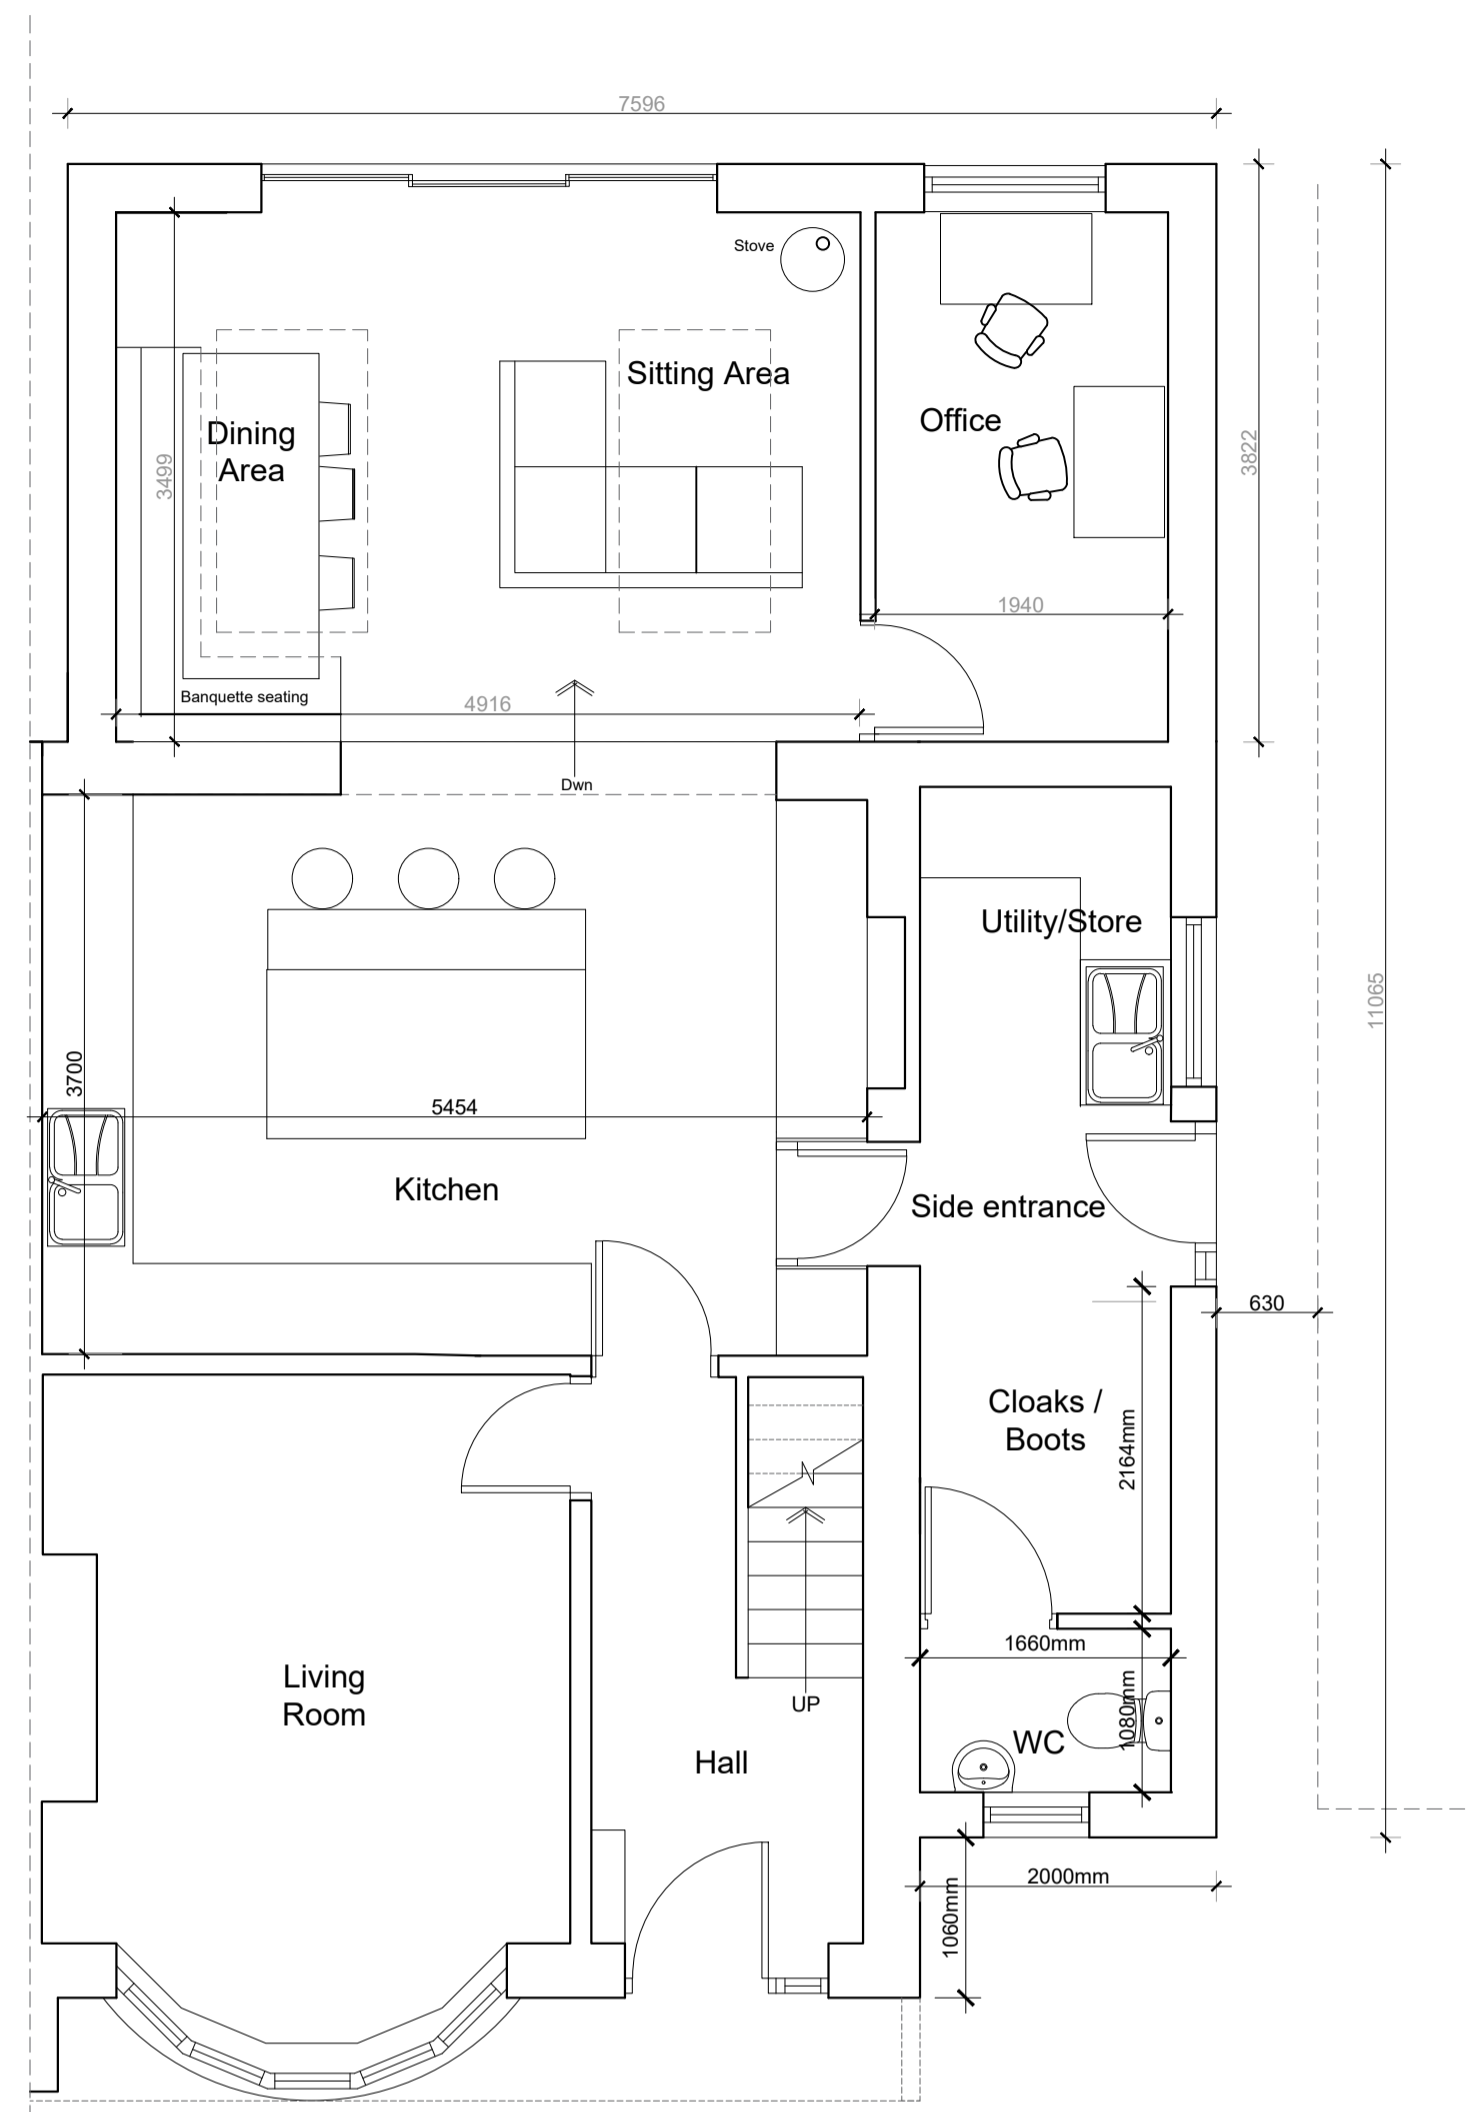 7596
Stove
Sitting Area
Office
Dining
Area
3499
3822
1940
Banquette seating
4916
Dwn
Utility/Store
11065
3700
5454
Kitchen
Side entrance
630
Cloaks /
Boots
2164mm
1660mm
Living
Room
UP
1080mm
WC
Hall
2000mm
1060mm